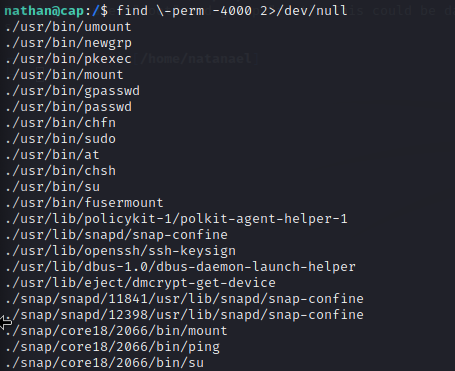 nathan@cap:/$ find \-perm -4000 2>/dev/null
./usr/bin/umount
./usr/bin/newgrp
./usr/bin/pkexec /home/natanael
./usr/bin/mount
./usr/bin/gpasswd
./usr/bin/passwd
./usr/bin/chfn
./usr/bin/sudo
./usr/bin/at
./usr/bin/chsh
./usr/bin/su
./usr/bin/fusermount
./usr/lib/policykit-1/polkit-agent-helper-1
./usr/lib/snapd/snap-confine
./usr/lib/openssh/ssh-keysign
./usr/lib/dbus-1.0/dbus-daemon-launch-helper
./usr/lib/eject/dmcrypt-get-device
./snap/snapd/11841/usr/lib/snapd/snap-confine
./snap/snapd/12398/usr/lib/snapd/snap-confine
./snap/core18/2066/bin/mount
./snap/core18/2066/bin/ping
./snap/core18/2066/bin/su